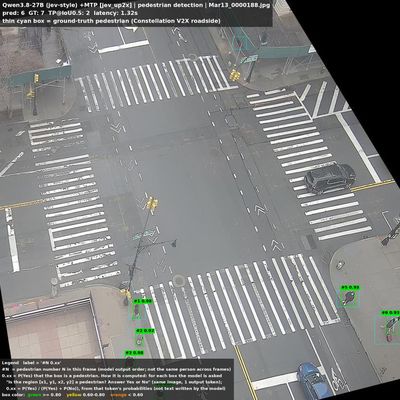 Qwen3.8-27B (jev-style) +MTP [jev_up2x] | pedestrian detection | Mar13_0000188.jpg
pred: 6 GT: 7 TP@IoU0.5: 2 latency: 1.32s
thin cyan box = ground-truth pedestrian (Constellation V2X roadside)
#5 0.95
#6 0.93
#1 0.90
#2 0.92
#3 0.88
Legend label = '#N 0.xx'
#N = pedestrian number N in this frame (model output order; not the same person across frames)
0.xx = P(Yes) that the box is a pedestrian. How it is computed: for each box the model is asked
"Is the region [x1, y1, x2, y2] a pedestrian? Answer Yes or No" (same image, 1 output token);
0.xx = P(Yes) / (P(Yes) + P(No)), from that token's probabilities (not text written by the model)
box color: green >= 0.80 yellow 0.60-0.80 orange < 0.60